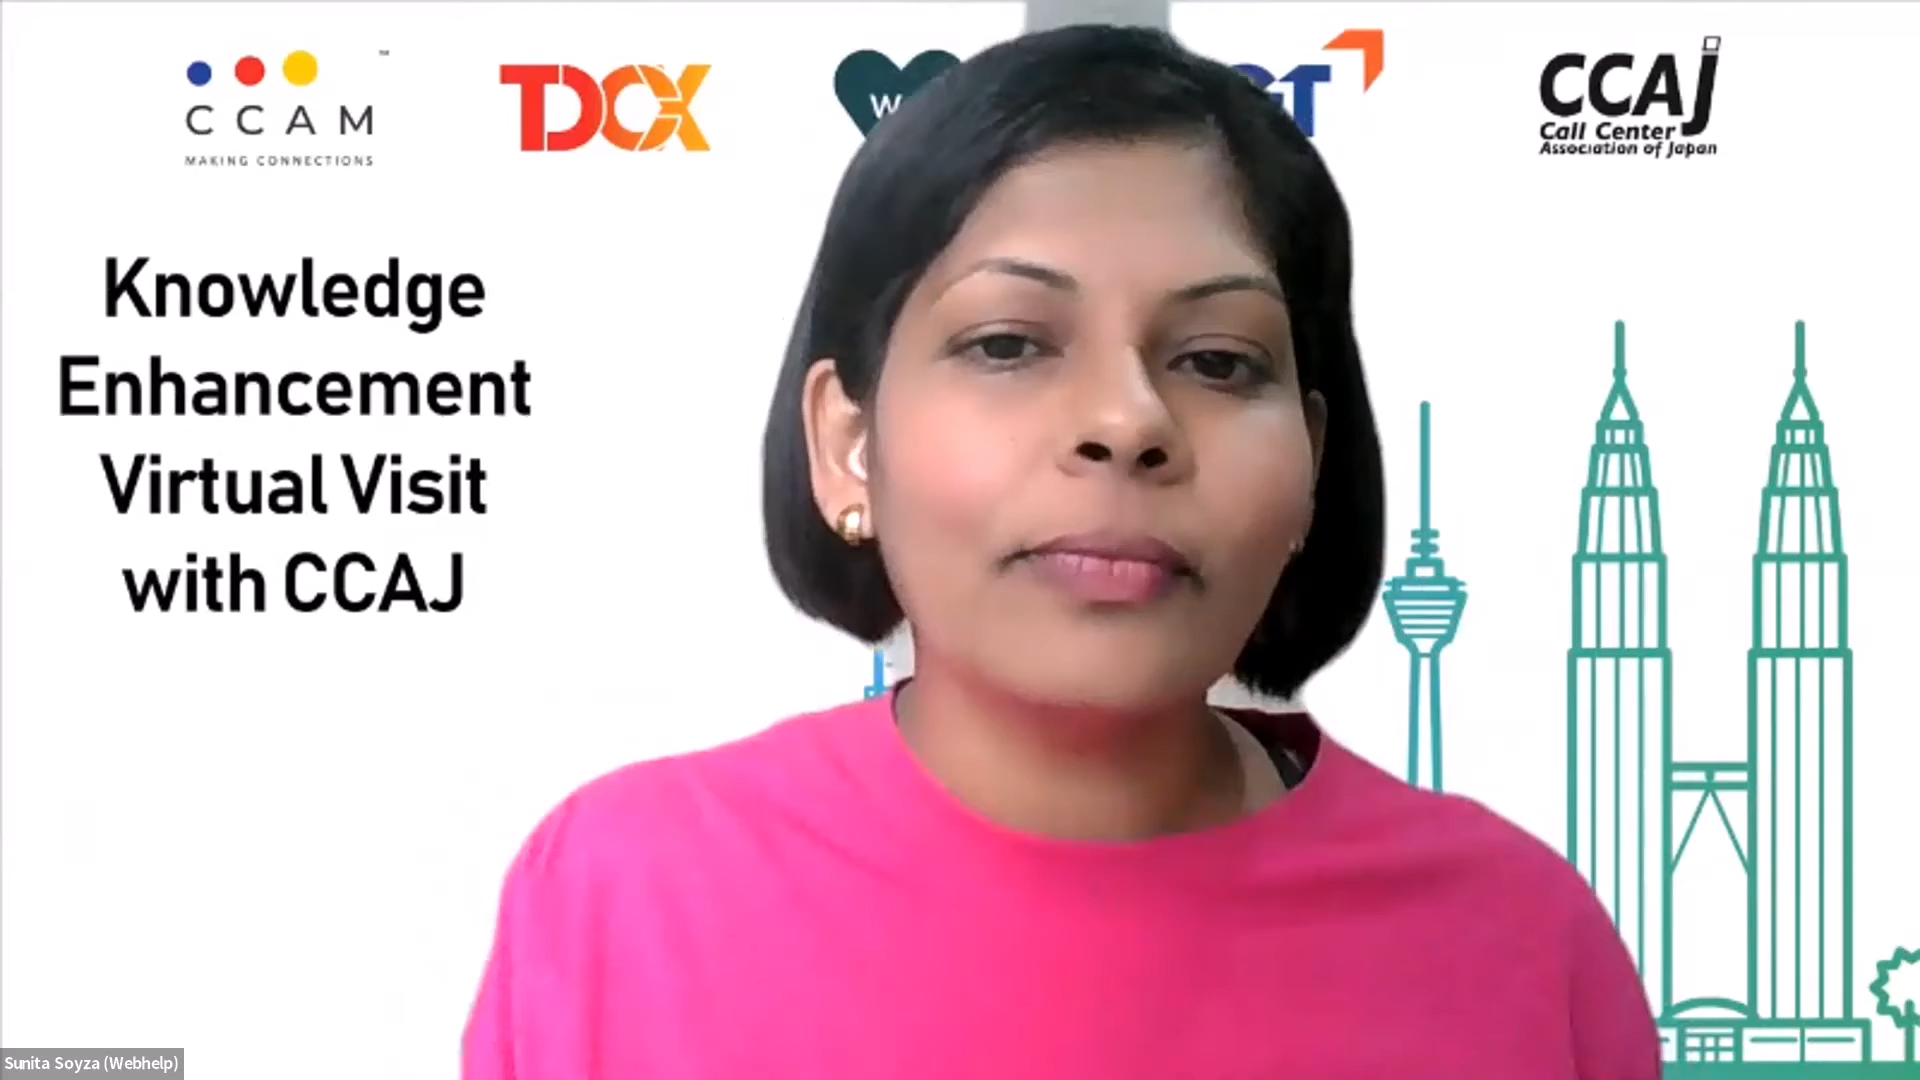 ™
CCAM
MAKING CONNECTIONS
TDCX
W
T
CCAJ
Call Center
Association of Japan
Knowledge
Enhancement
Virtual Visit
with CCAJ
Sunita Soyza (Webhelp)